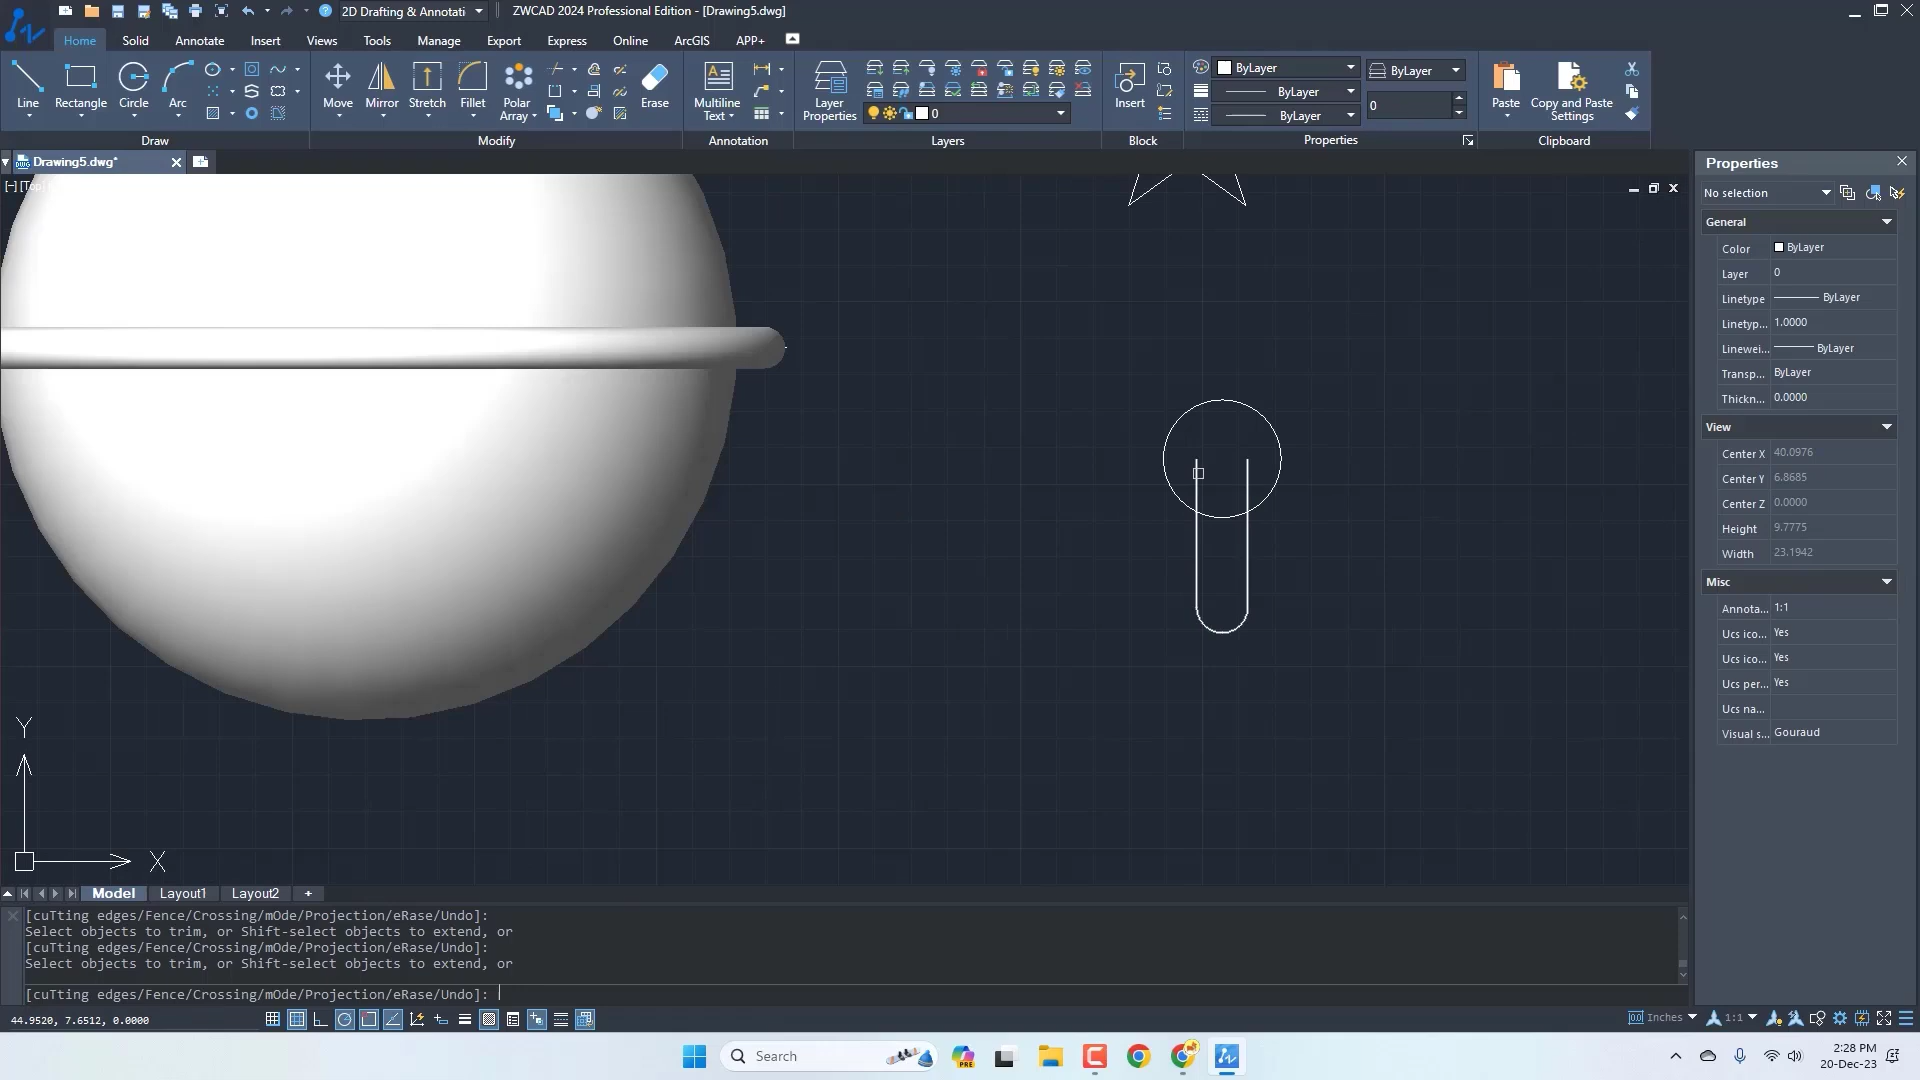 2D Drafting & Annotati
ZWCAD 2024 Professional Edition - [Drawing5.dwg]
Home
Solid
Annotate
Insert
Views
Tools
Manage
Export
Express
Online
ArcGIS
APP+
Line
Rectangle
Circle
Arc
Move
Mirror
Stretch
Fillet
Polar
Array
Erase
Multiline
Text
Layer
Properties
0
Insert
ByLayer
ByLayer
ByLayer
ByLayer
0
Paste
Copy and Paste
Settings
Draw
Modify
Annotation
Layers
Block
Properties
Clipboard
Drawing5.dwg*
[-] [Top]
Y
X
Properties
No selection
General
Color ByLayer
Layer 0
Linetype ByLayer
Linetyp... 1.0000
Linewei... ByLayer
Transp... ByLayer
Thickn... 0.0000
View
Center X 40.0976
Center Y 6.8685
Center Z 0.0000
Height 9.7775
Width 23.1942
Misc
Annota... 1:1
Ucs ico... Yes
Ucs ico... Yes
Ucs per... Yes
Ucs na...
Visual s... Gouraud
Model
Layout1
Layout2
+
[cuTting edges/Fence/Crossing/mOde/Projection/eRase/Undo]:
Select objects to trim, or Shift-select objects to extend, or
[cuTting edges/Fence/Crossing/mOde/Projection/eRase/Undo]:
Select objects to trim, or Shift-select objects to extend, or
[cuTting edges/Fence/Crossing/mOde/Projection/eRase/Undo]:
44.9520, 7.6512, 0.0000
Inches
1:1
Search
PRE
2:28 PM
20-Dec-23